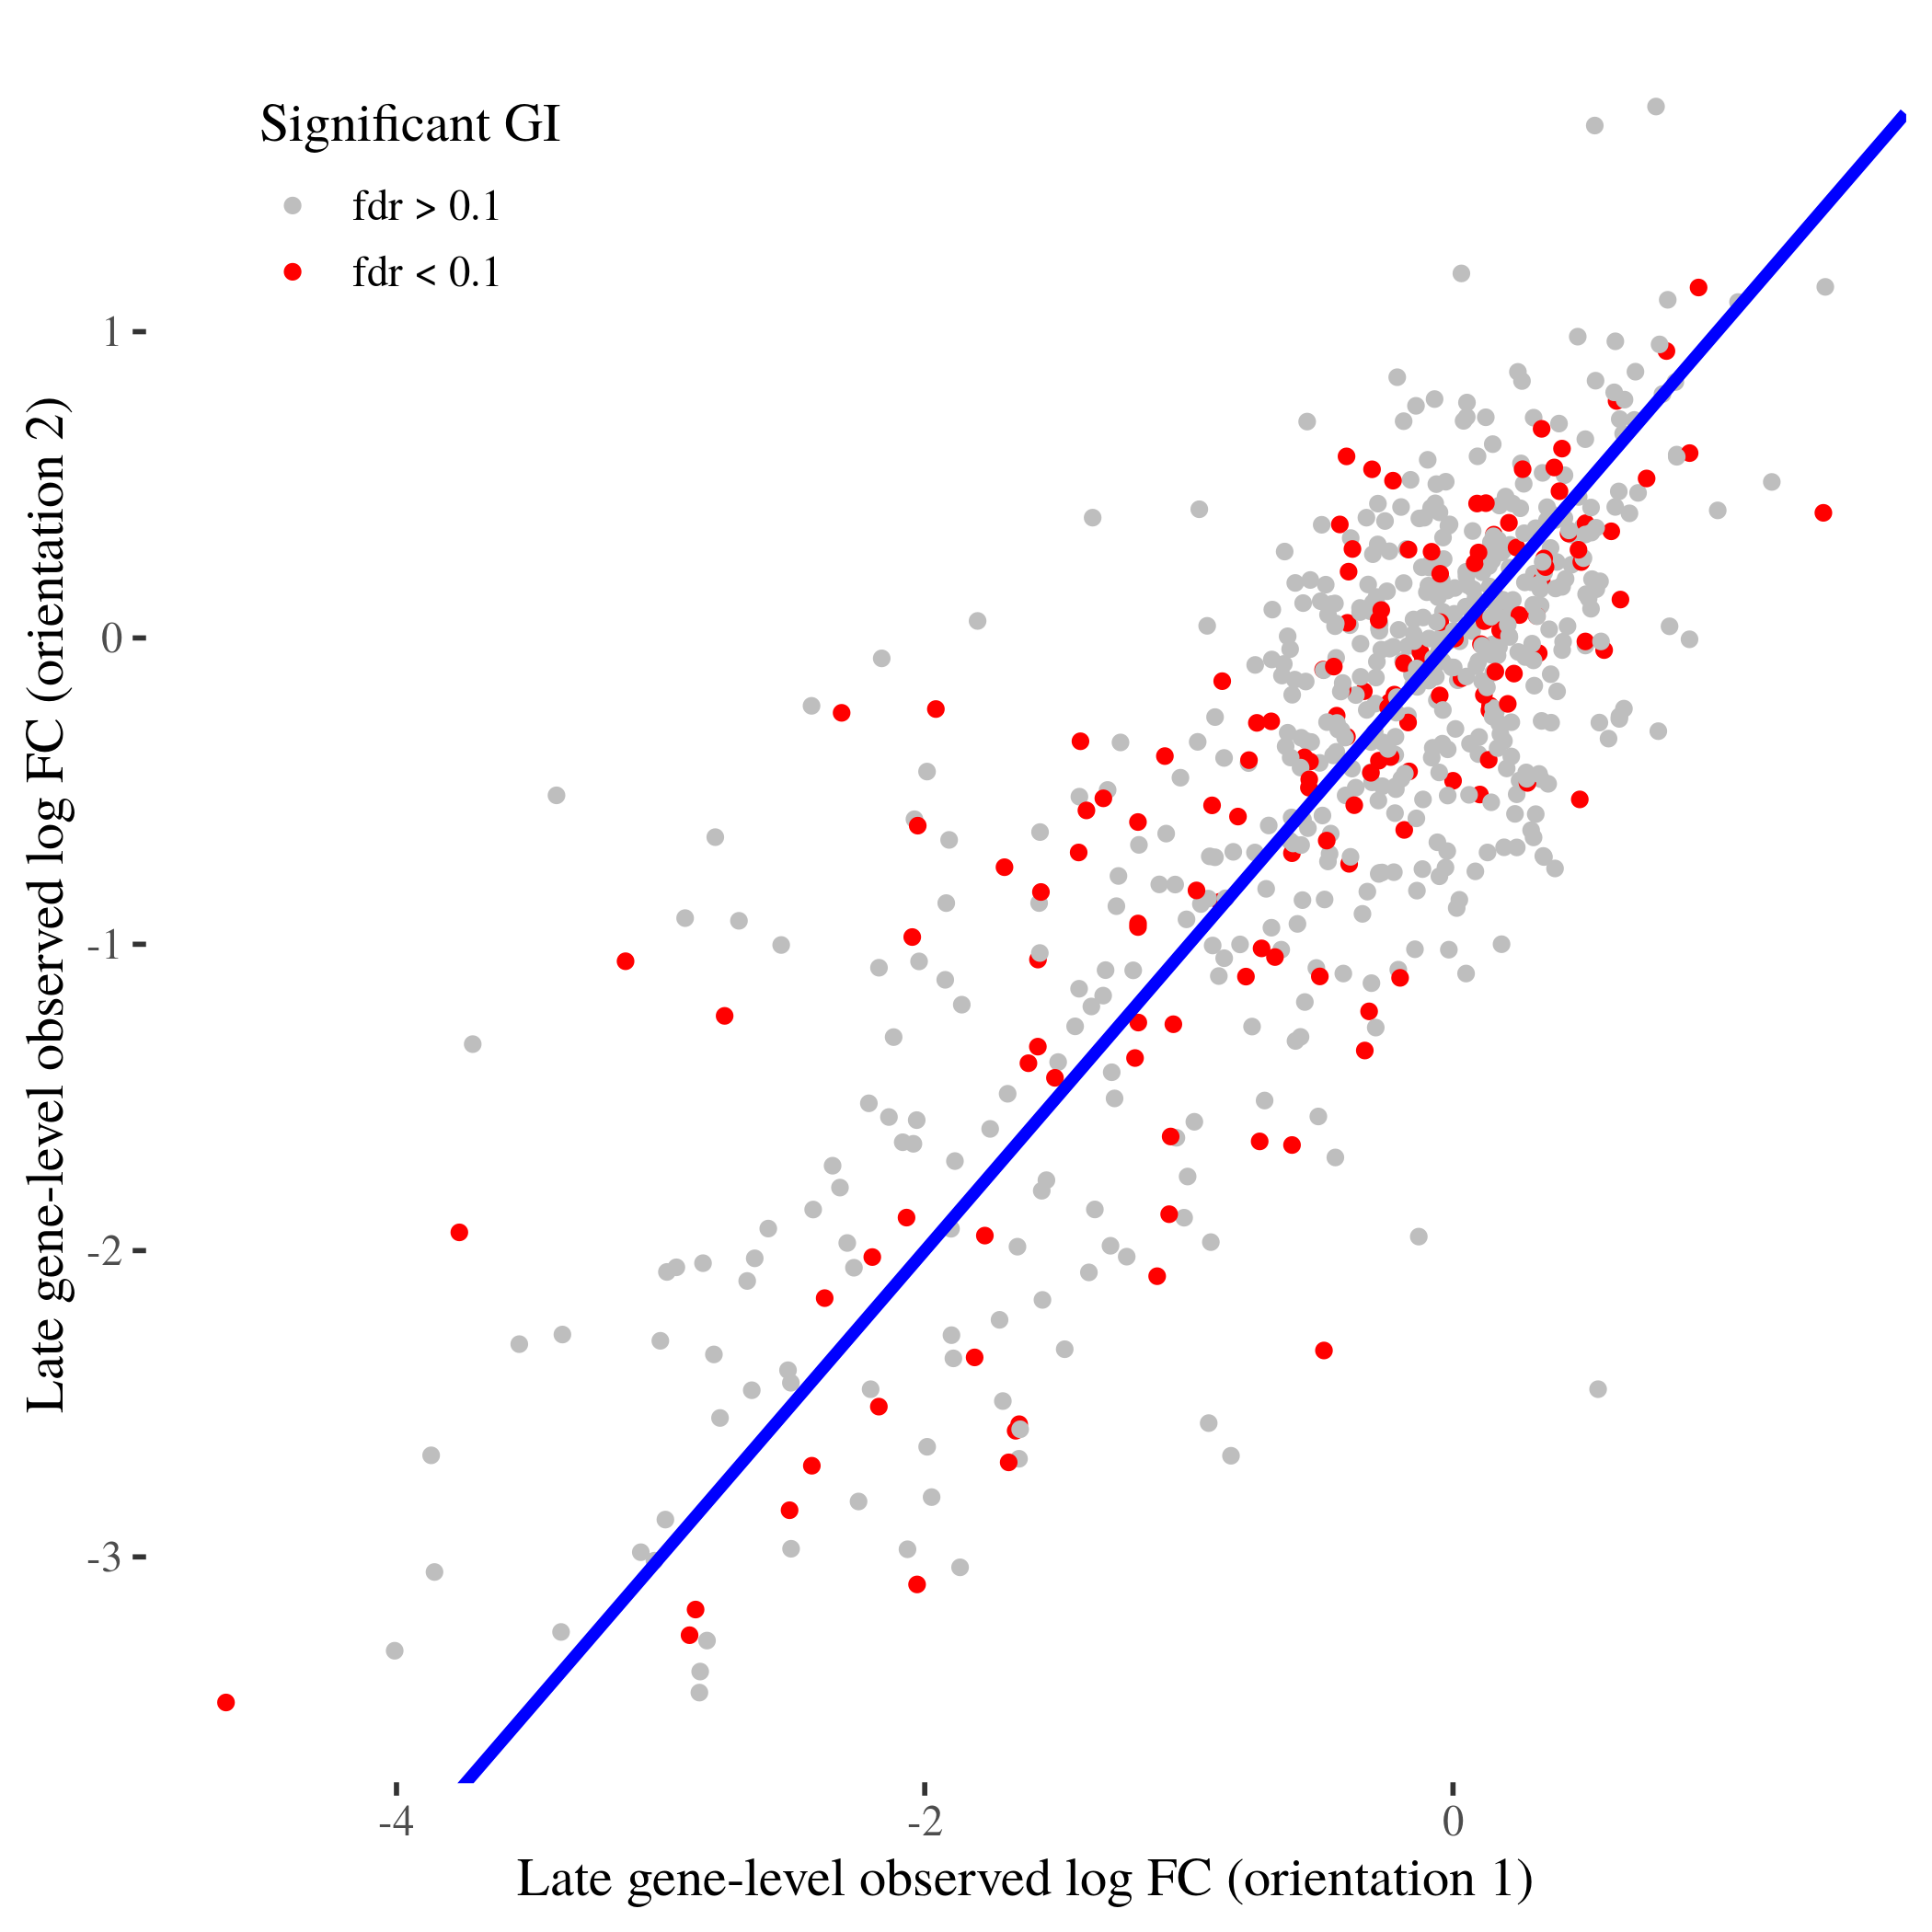 Significant GI
fdr > 0.1
fdr < 0.1
1
0
-1
-2
-3
Late gene-level observed log FC (orientation 2)
-4
-2
0
Late gene-level observed log FC (orientation 1)